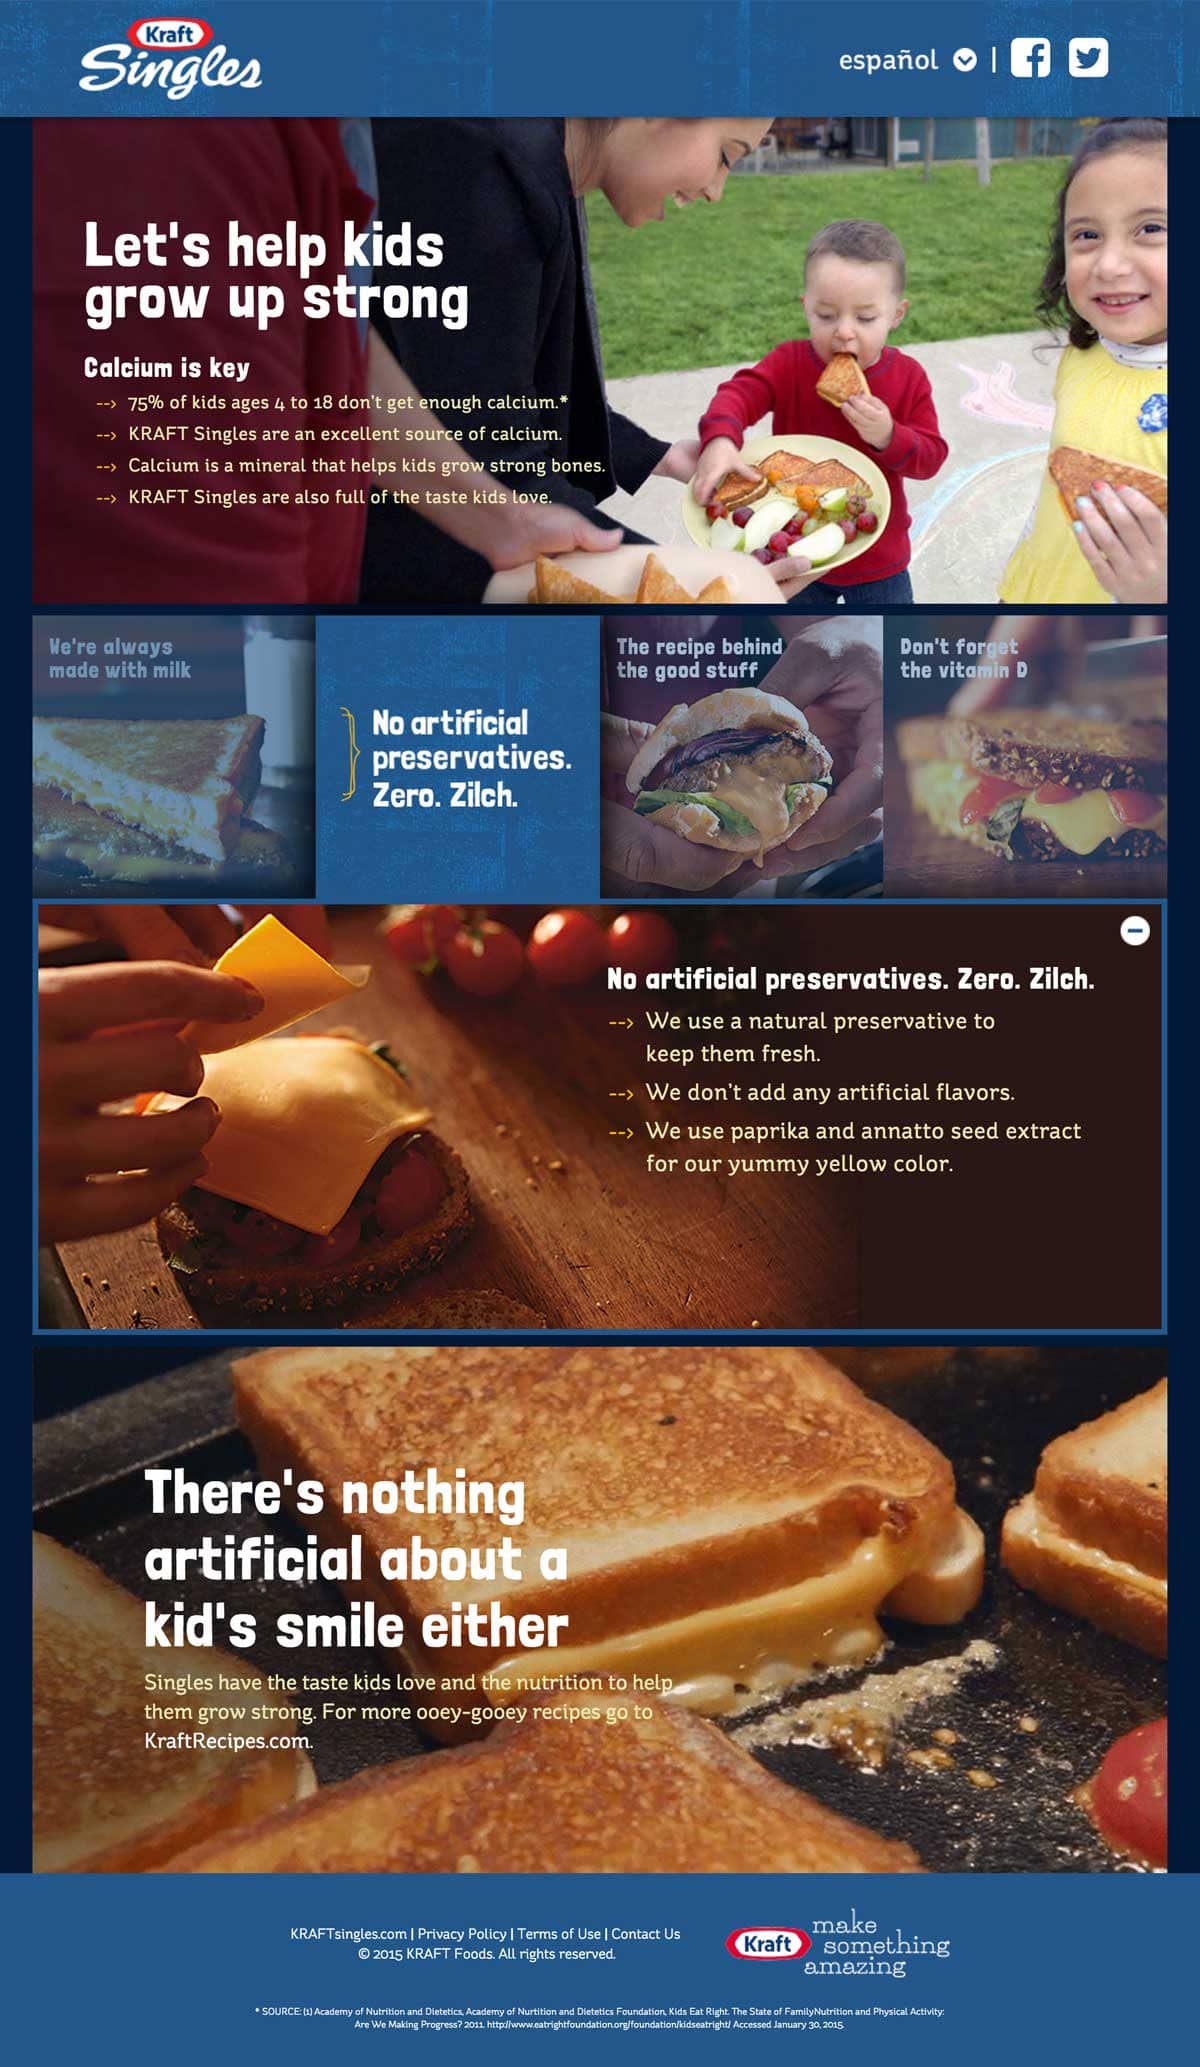 Kraft
Singles
español |
Let's help kids
grow up strong
Calcium is key
--> 75% of kids ages 4 to 18 don't get enough calcium.*
--> KRAFT Singles are an excellent source of calcium.
--> Calcium is a mineral that helps kids grow strong bones.
--> KRAFT Singles are also full of the taste kids love.
We're always
made with milk
No artificial
preservatives.
Zero. Zilch.
The recipe behind
the good stuff
Don't forget
the vitamin D
No artificial preservatives. Zero. Zilch.
--> We use a natural preservative to
keep them fresh.
--> We don't add any artificial flavors.
--> We use paprika and annatto seed extract
for our yummy yellow color.
There's nothing
artificial about a
kid's smile either
Singles have the taste kids love and the nutrition to help
them grow strong. For more ooey-gooey recipes go to
KraftRecipes.com.
KRAFTsingles.com | Privacy Policy | Terms of Use | Contact Us
© 2015 KRAFT Foods. All rights reserved.
Kraft
make
something
amazing
* SOURCE: (1) Academy of Nutrition and Dietetics, Academy of Nurtition and Dietetics Foundation, Kids Eat Right. The State of FamilyNutrition and Physical Activity:
Are We Making Progress? 2011. http://www.eatrightfoundation.org/foundation/kidseatright/ Accessed January 30, 2015.